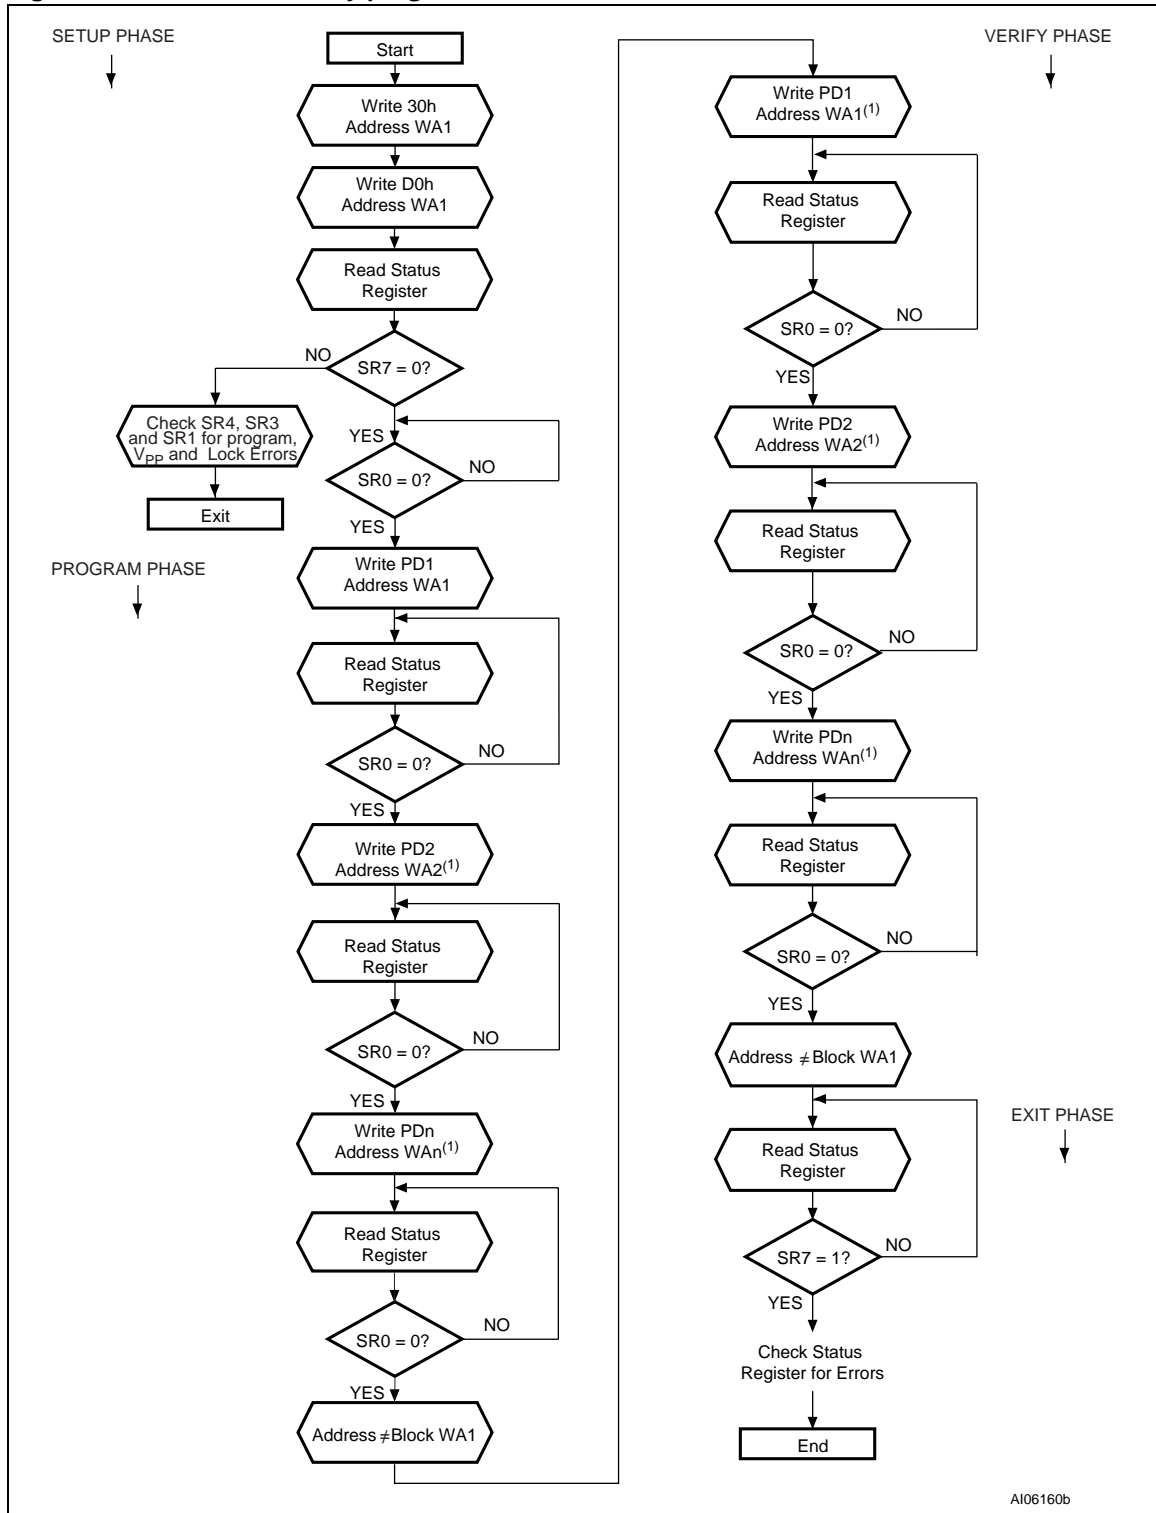 SETUP PHASE
Start
Write 30h
Address WA1
Write D0h
Address WA1
Read Status
Register
NO
SR7 = 0?
Check SR4, SR3
and SR1 for program,
VPP and Lock Errors
Exit
YES
SR0 = 0?
NO
YES
PROGRAM PHASE
Write PD1
Address WA1
Read Status
Register
SR0 = 0?
NO
YES
Write PD2
Address WA2(1)
Read Status
Register
SR0 = 0?
NO
YES
Write PDn
Address WAn(1)
Read Status
Register
SR0 = 0?
NO
YES
Address ≠Block WA1
VERIFY PHASE
Write PD1
Address WA1(1)
Read Status
Register
SR0 = 0?
NO
YES
Write PD2
Address WA2(1)
Read Status
Register
SR0 = 0?
NO
YES
Write PDn
Address WAn(1)
Read Status
Register
SR0 = 0?
NO
YES
Address ≠Block WA1
EXIT PHASE
Read Status
Register
SR7 = 1?
NO
YES
Check Status
Register for Errors
End
AI06160b